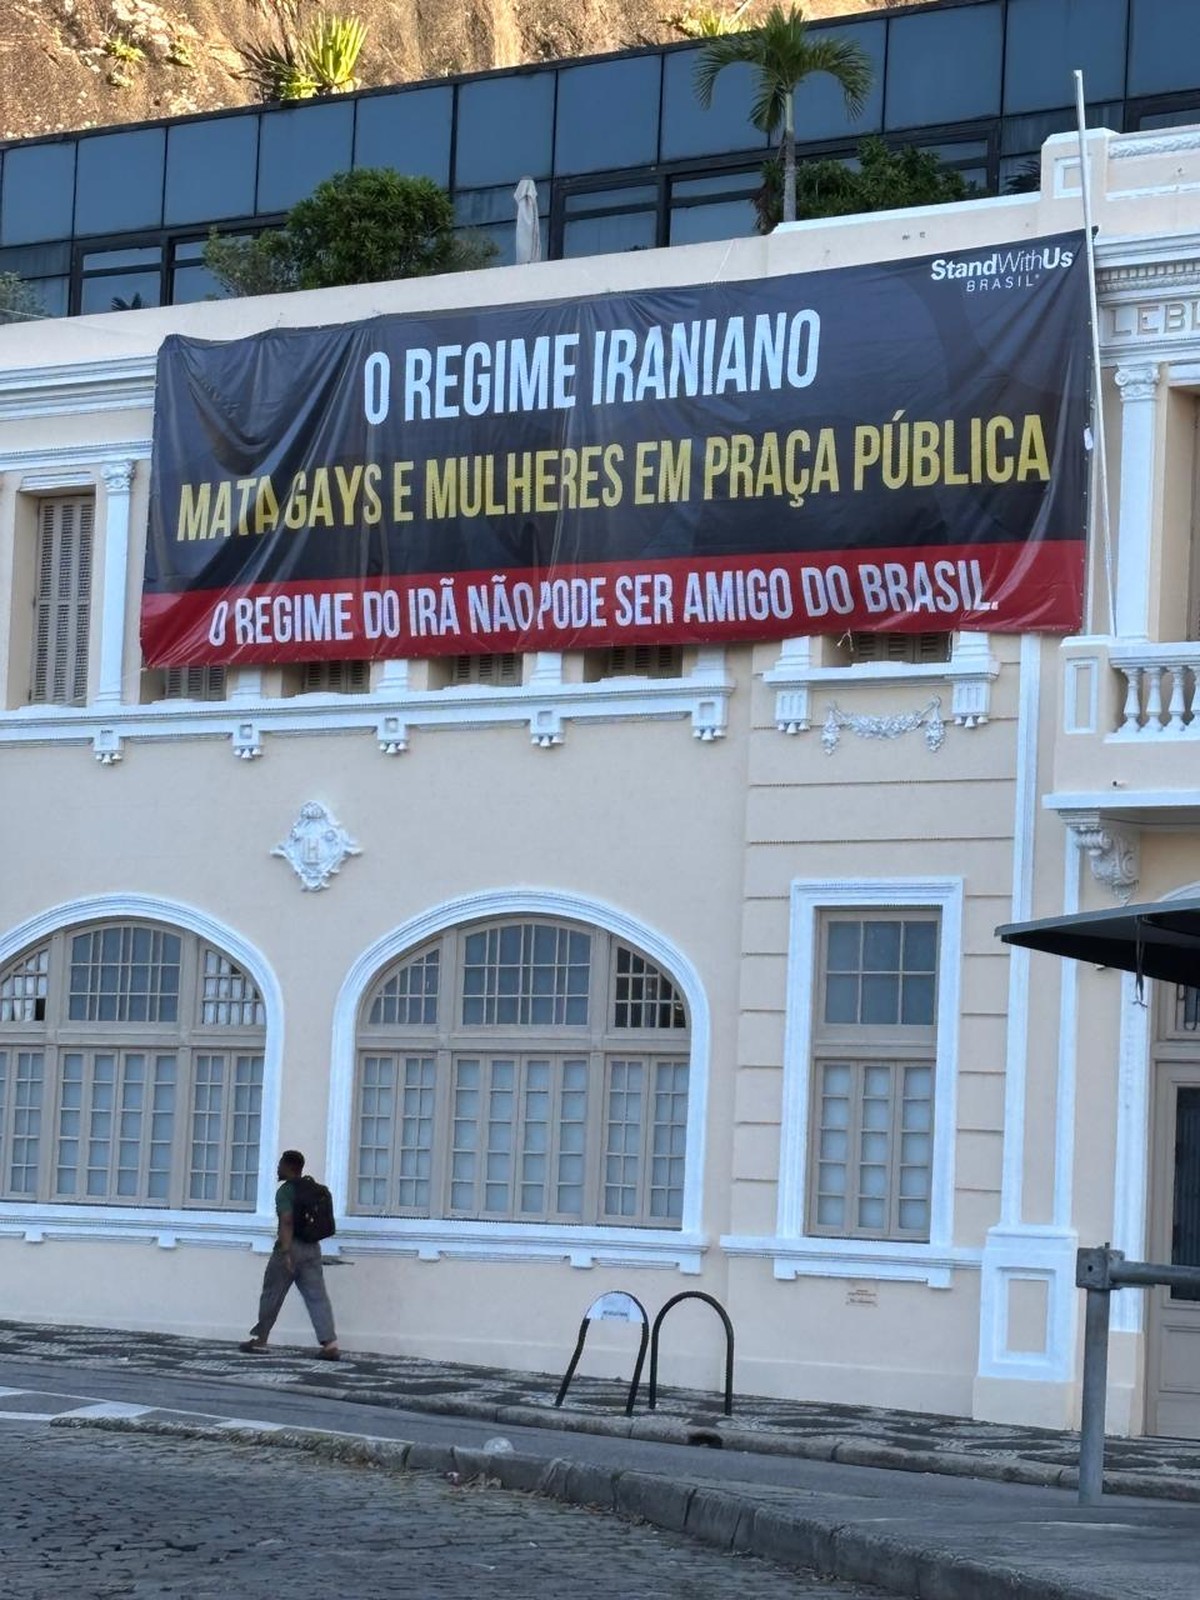 StandWithUs
BRASIL
O REGIME IRANIANO
MATA GAYS E MULHERES EM PRAÇA PÚBLICA
O REGIME DO IRÃ NÃO PODE SER AMIGO DO BRASIL.
LEBL
H